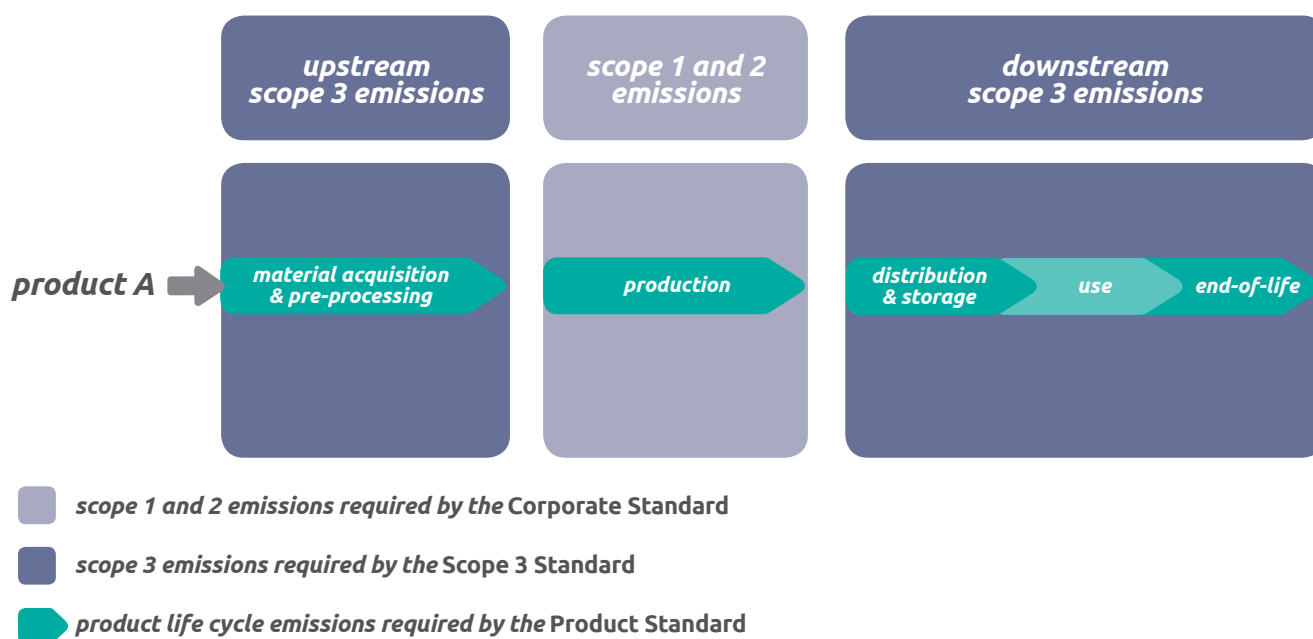 upstream
scope 3 emissions
scope 1 and 2
emissions
downstream
scope 3 emissions
product A
material acquisition
& pre-processing
production
distribution
& storage
use
end-of-life
scope 1 and 2 emissions required by the Corporate Standard
scope 3 emissions required by the Scope 3 Standard
product life cycle emissions required by the Product Standard